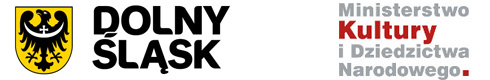 DOLNY
ŚLĄSK
Ministerstwo
Kultury
i Dziedzictwa
Narodowego.